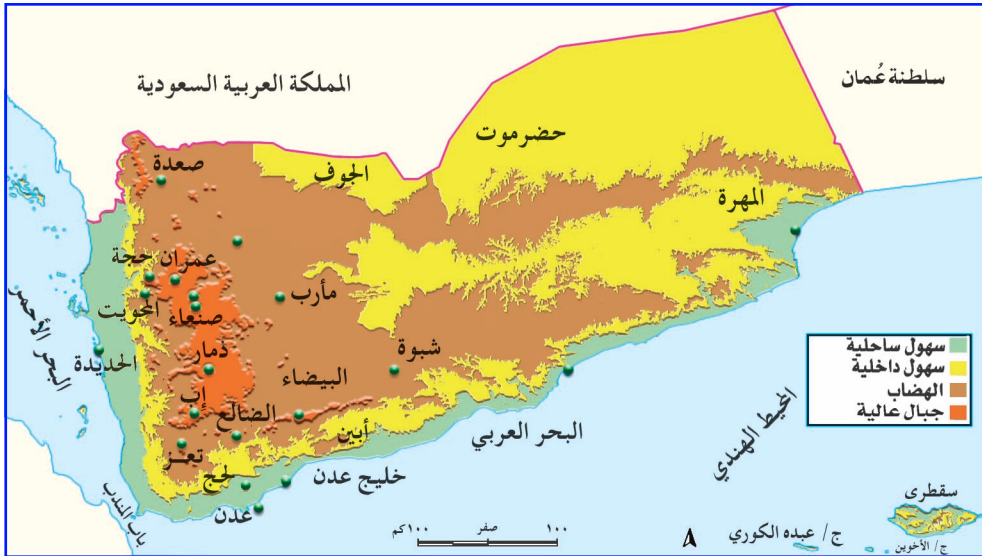 المملكة العربية السعودية
سلطنة عُمان
حضرموت
الجوف
صعدة
المهرة
عمران
حجة
مأرب
المحويت
صنعاء
ذمار
شبوة
الحديدة
البيضاء
إب
الضالع
أبين
تعـز
لحج
عدن
خليج عدن
البحر العربي
البحر الأحمر
باب المندب
المحيط الهندي
سهول ساحلية
سهول داخلية
الهضاب
جبال عالية
سقطرى
ج/ عبده الكوري
ج/ الأخوين
١٠٠ صفر ١٠٠كم